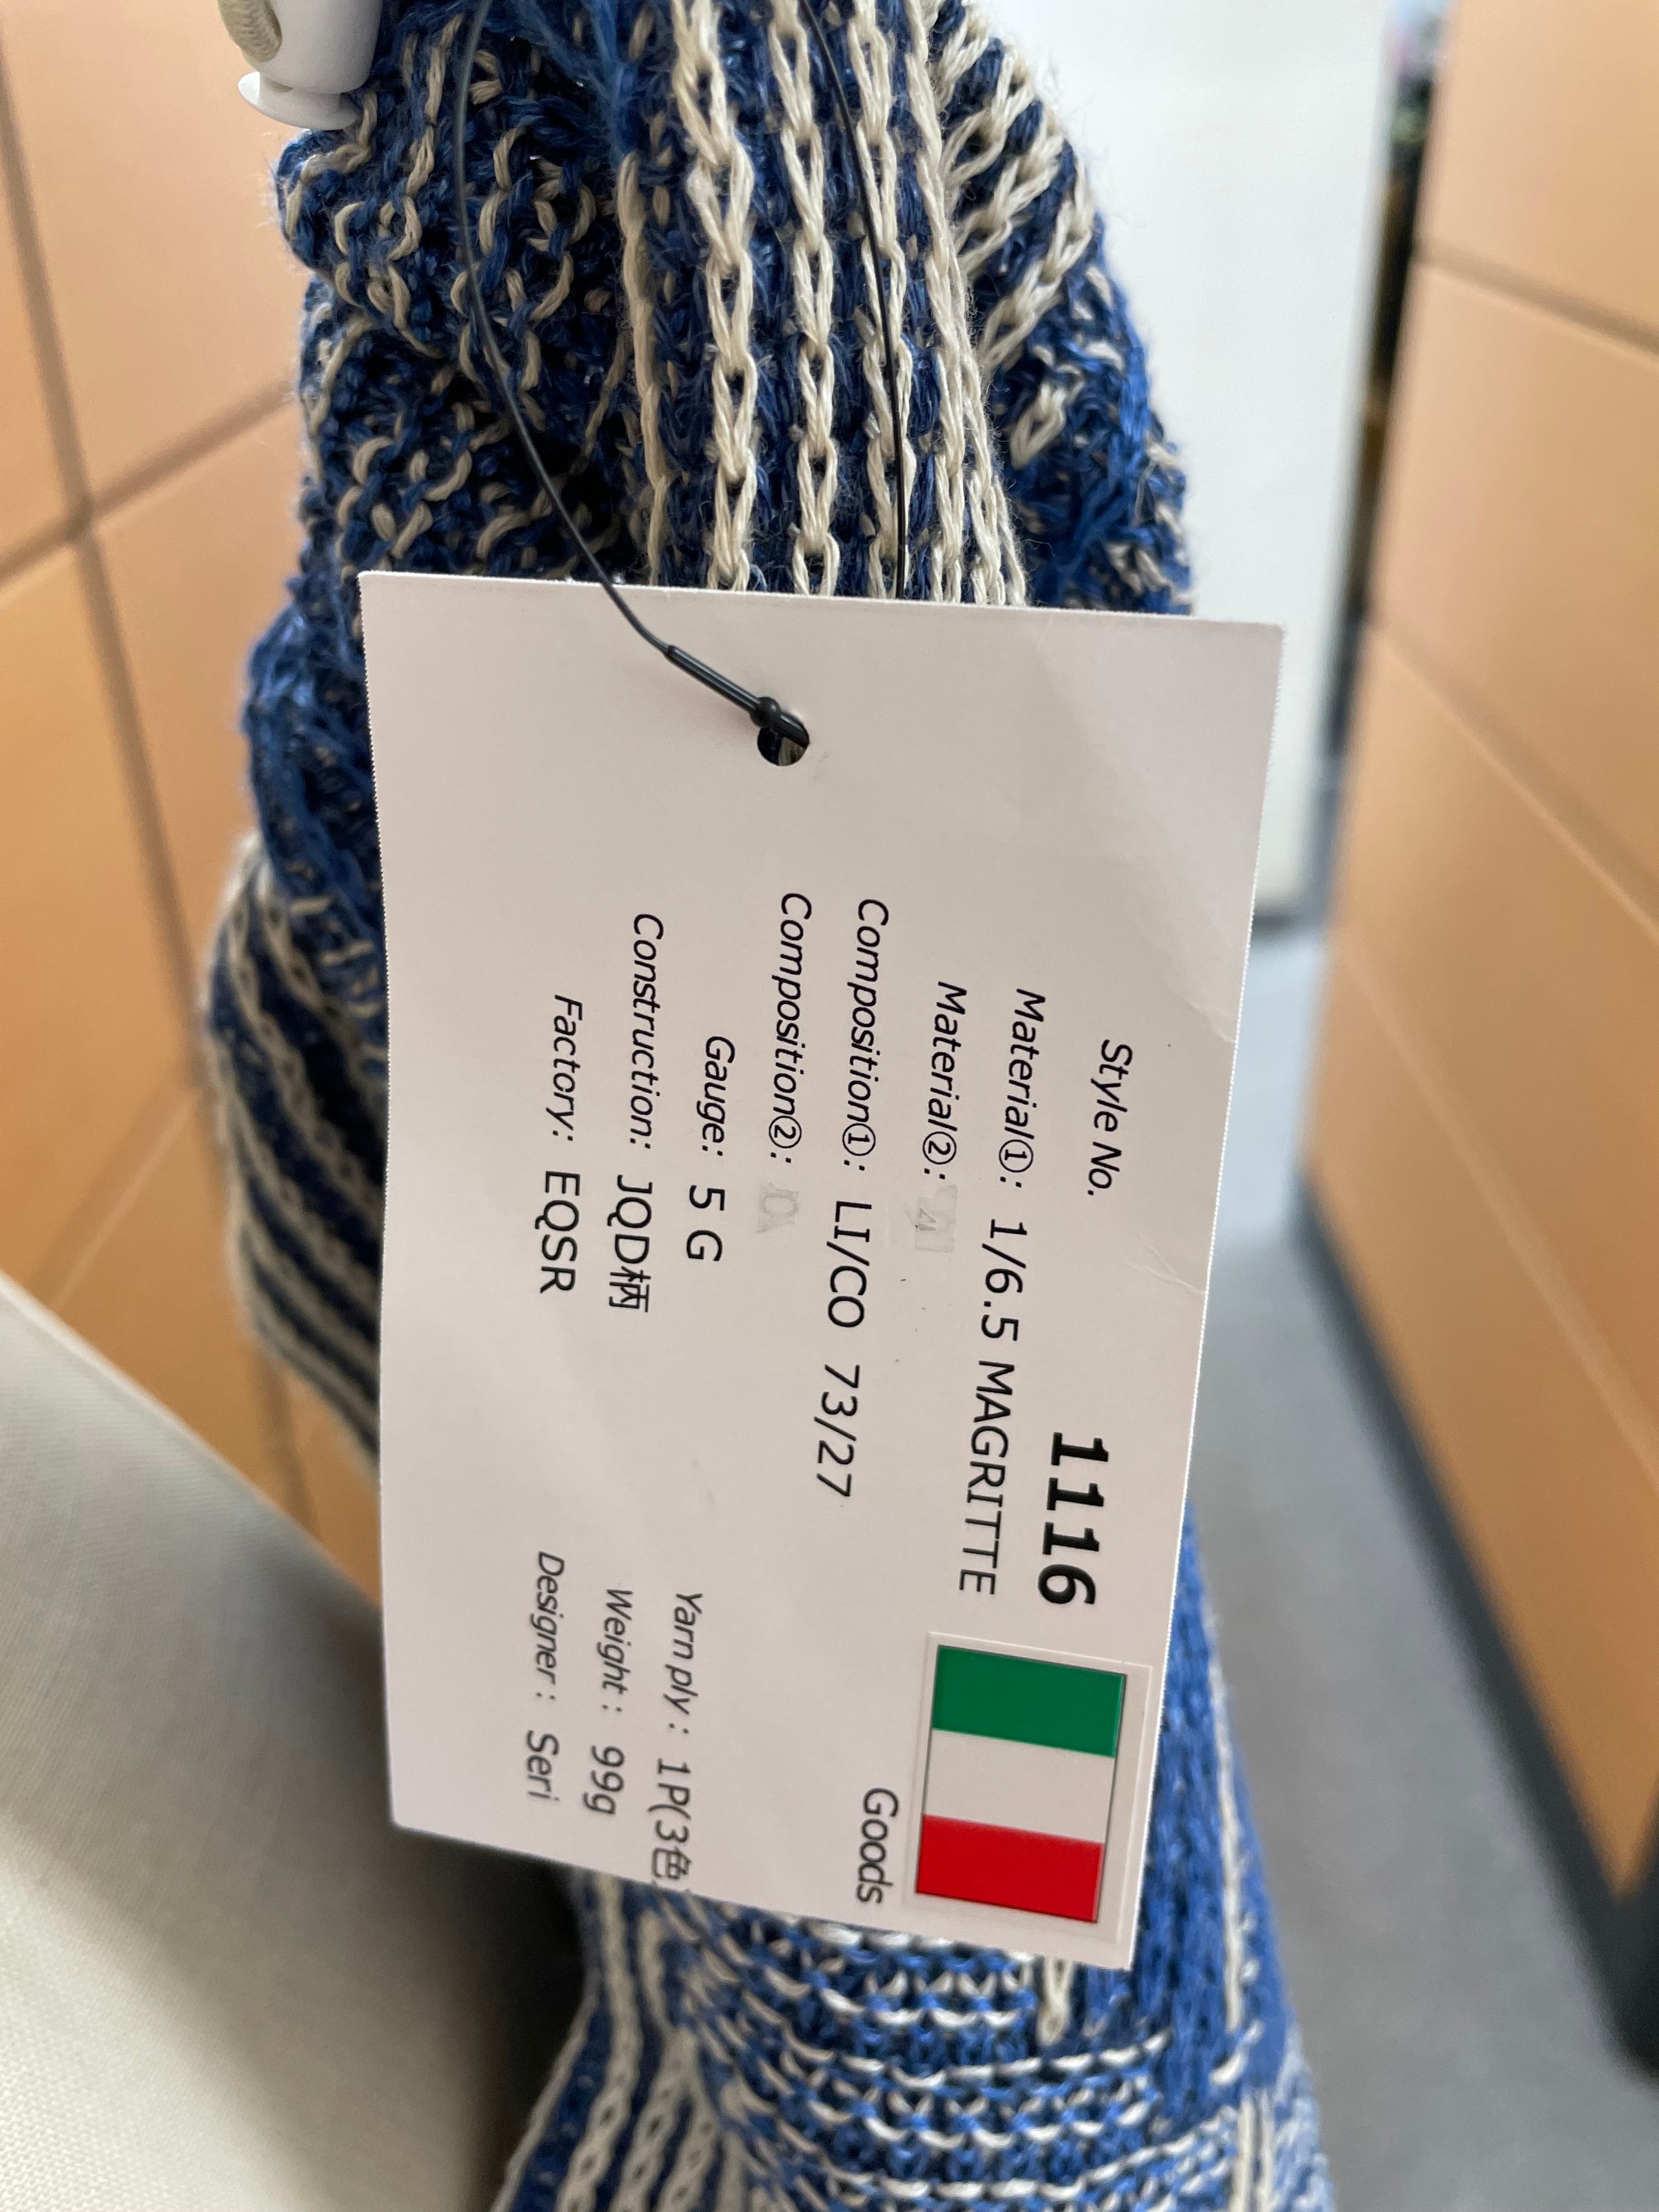 Style No. 1116
Material①: 1/6.5 MAGRITTE
Material②:
Goods
Composition①: LI/CO 73/27
Composition②:
Gauge: 5 G Yarn ply: 1P(3色
Construction: JQD柄 Weight: 99g
Factory: EQSR Designer: Seri